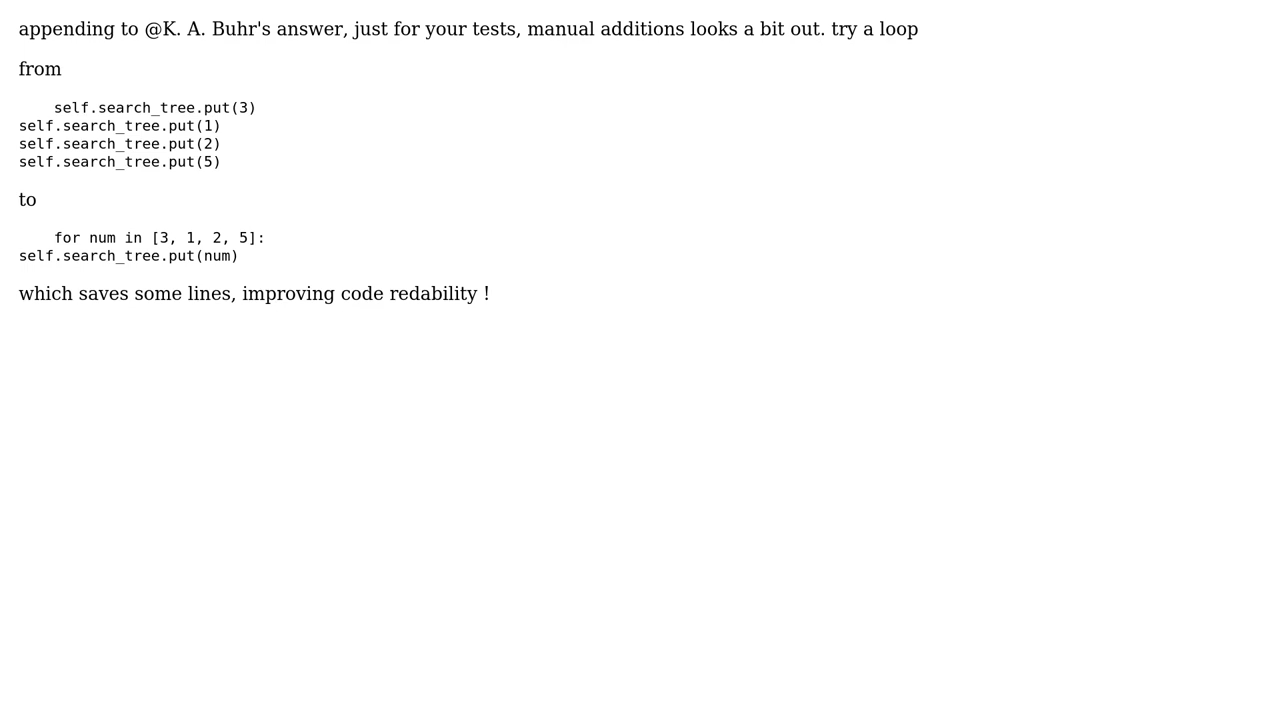 appending to @K. A. Buhr's answer, just for your tests, manual additions looks a bit out. try a loop
from
    self.search_tree.put(3)
self.search_tree.put(1)
self.search_tree.put(2)
self.search_tree.put(5)
to
    for num in [3, 1, 2, 5]:
self.search_tree.put(num)
which saves some lines, improving code redability !